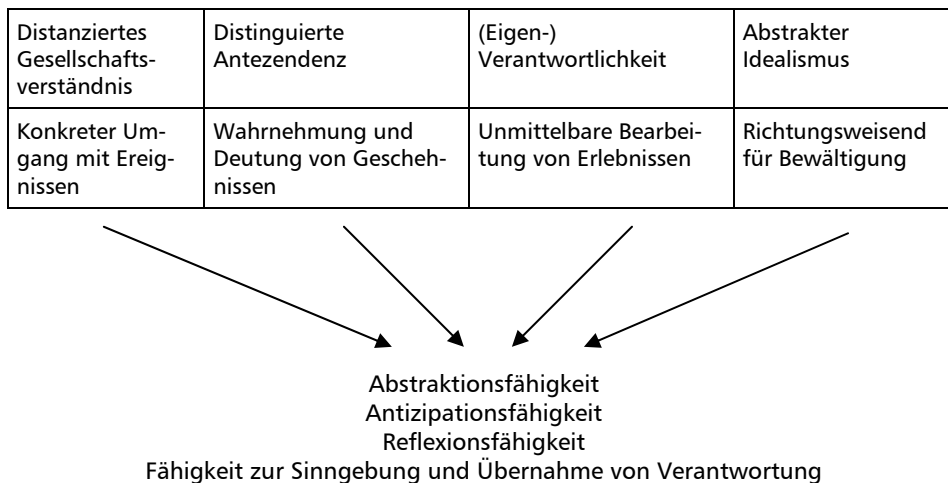 Distanziertes
Gesellschafts-
verständnis
Distinguierte
Antezendenz
(Eigen-)
Verantwortlichkeit
Abstrakter
Idealismus
Konkreter Um-
gang mit Ereig-
nissen
Wahrnehmung und
Deutung von Gescheh-
nissen
Unmittelbare Bearbei-
tung von Erlebnissen
Richtungsweisend
für Bewältigung
Abstraktionsfähigkeit
Antizipationsfähigkeit
Reflexionsfähigkeit
Fähigkeit zur Sinngebung und Übernahme von Verantwortung